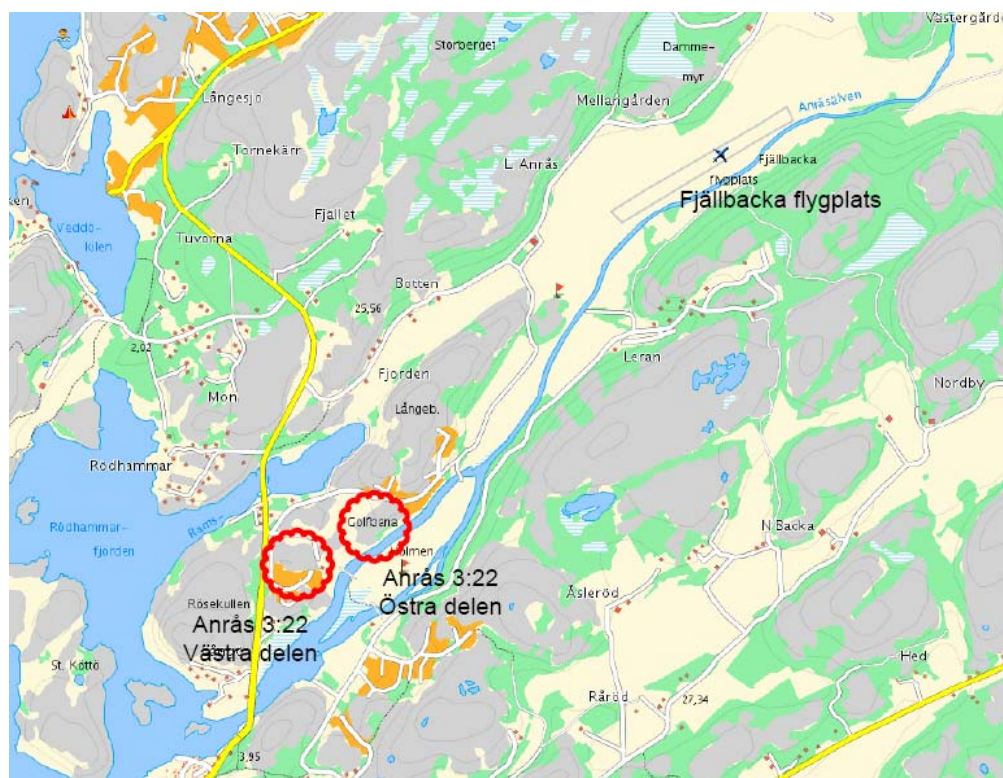 Västergård
Storberget
Damme-
myr
Långesjö
Mellangården
Anråsälven
Tornekärr
L. Anrås
Fjällbacka
flygplats
Fjällbacka flygplats
Fjället
Veddö-
kilen
Tuvorna
Botten
25,56
2,02
Leran
Fjorden
Nordby
Mon
Långeb.
Rödhammar
Rödhammar-
fjorden
Golfbana
N Backa
Holmen
Anrås 3:22
Östra delen
Åsleröd
Rösekullen
Anrås 3:22
Västra delen
St. Köttö
Hed
Råröd
27,34
3,95